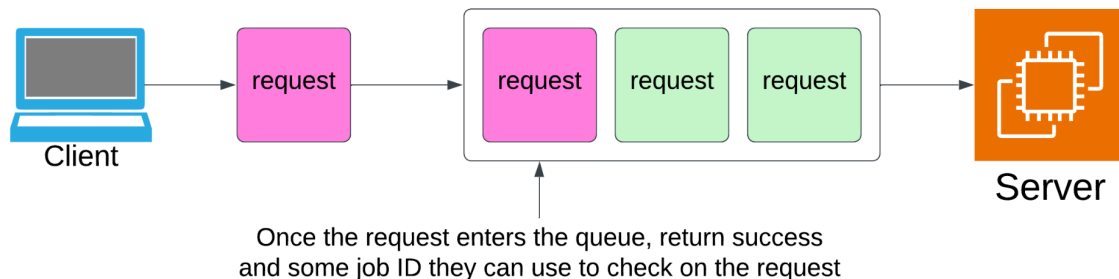 request
request
request
request
Client
Server
Once the request enters the queue, return success
and some job ID they can use to check on the request